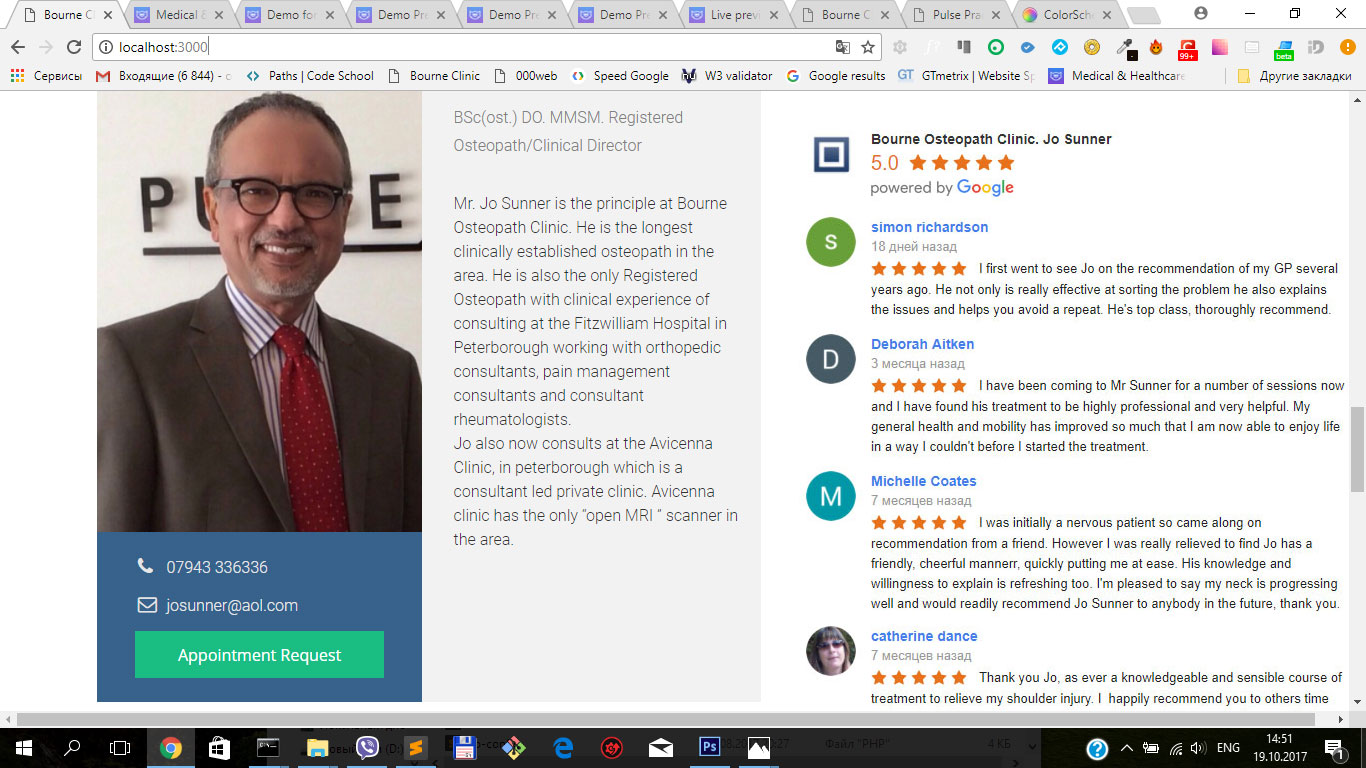 Bourne Cl
Medical &
Demo for
Demo Pre
Demo Pre
Demo Pre
Live previ
Bourne C
Pulse Prac
ColorSche
localhost:3000
Сервисы
Входящие (6 844) - c
Paths | Code School
Bourne Clinic
000web
Speed Google
W3 validator
Google results
GTmetrix | Website Sp
Medical & Healthcare
Другие закладки
99+
beta
PU E
BSc(ost.) DO. MMSM. Registered
Osteopath/Clinical Director
Mr. Jo Sunner is the principle at Bourne
Osteopath Clinic. He is the longest
clinically established osteopath in the
area. He is also the only Registered
Osteopath with clinical experience of
consulting at the Fitzwilliam Hospital in
Peterborough working with orthopedic
consultants, pain management
consultants and consultant
rheumatologists.
Jo also now consults at the Avicenna
Clinic, in peterborough which is a
consultant led private clinic. Avicenna
clinic has the only “open MRI ” scanner in
the area.
07943 336336
josunner@aol.com
Appointment Request
Bourne Osteopath Clinic. Jo Sunner
5.0
powered by Google
S
simon richardson
18 дней назад
I first went to see Jo on the recommendation of my GP several
years ago. He not only is really effective at sorting the problem he also explains
the issues and helps you avoid a repeat. He's top class, thoroughly recommend.
D
Deborah Aitken
3 месяца назад
I have been coming to Mr Sunner for a number of sessions now
and I have found his treatment to be highly professional and very helpful. My
general health and mobility has improved so much that I am now able to enjoy life
in a way I couldn't before I started the treatment.
M
Michelle Coates
7 месяцев назад
I was initially a nervous patient so came along on
recommendation from a friend. However I was really relieved to find Jo has a
friendly, cheerful mannerr, quickly putting me at ease. His knowledge and
willingness to explain is refreshing too. I'm pleased to say my neck is progressing
well and would readily recommend Jo Sunner to anybody in the future, thank you.
catherine dance
7 месяцев назад
Thank you Jo, as ever a knowledgeable and sensible course of
treatment to relieve my shoulder injury. I happily recommend you to others time
Файл "PHP"
4 КБ
Ps
ENG
14:51
19.10.2017
1